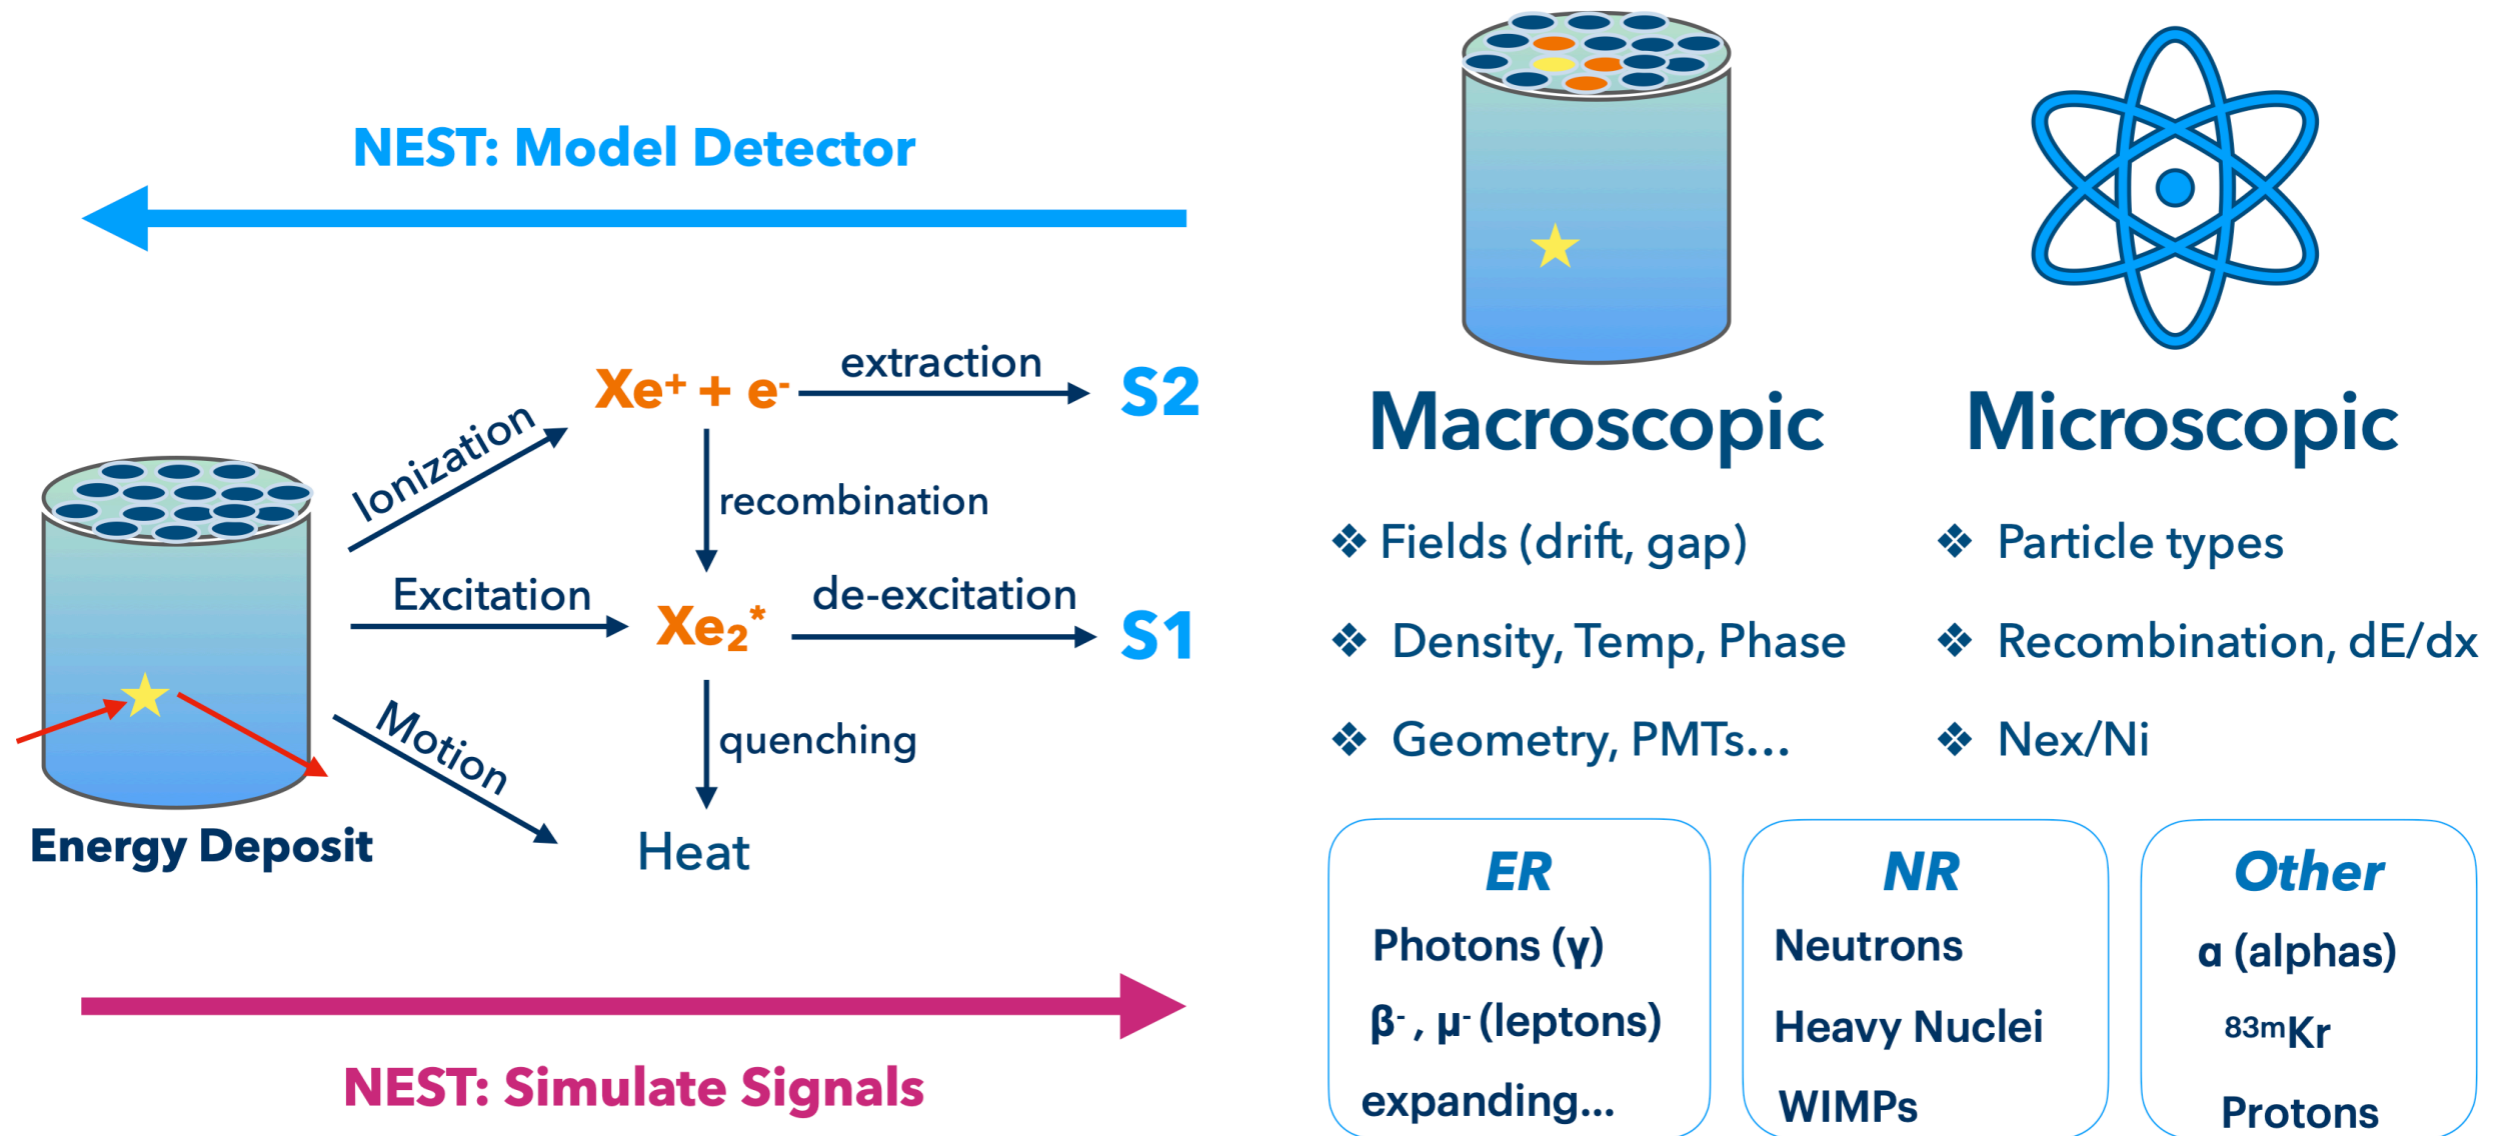 NEST: Model Detector
Ionization
Xe⁺ + e⁻
extraction
S2
recombination
Excitation
Xe₂*
de-excitation
S1
Motion
quenching
Heat
Energy Deposit
NEST: Simulate Signals
Macroscopic
❖ Fields (drift, gap)
❖ Density, Temp, Phase
❖ Geometry, PMTs...
Microscopic
❖ Particle types
❖ Recombination, dE/dx
❖ Nex/Ni
ER
Photons (γ)
β⁻ , μ⁻ (leptons)
expanding...
NR
Neutrons
Heavy Nuclei
WIMPs
Other
α (alphas)
⁸³ᵐKr
Protons